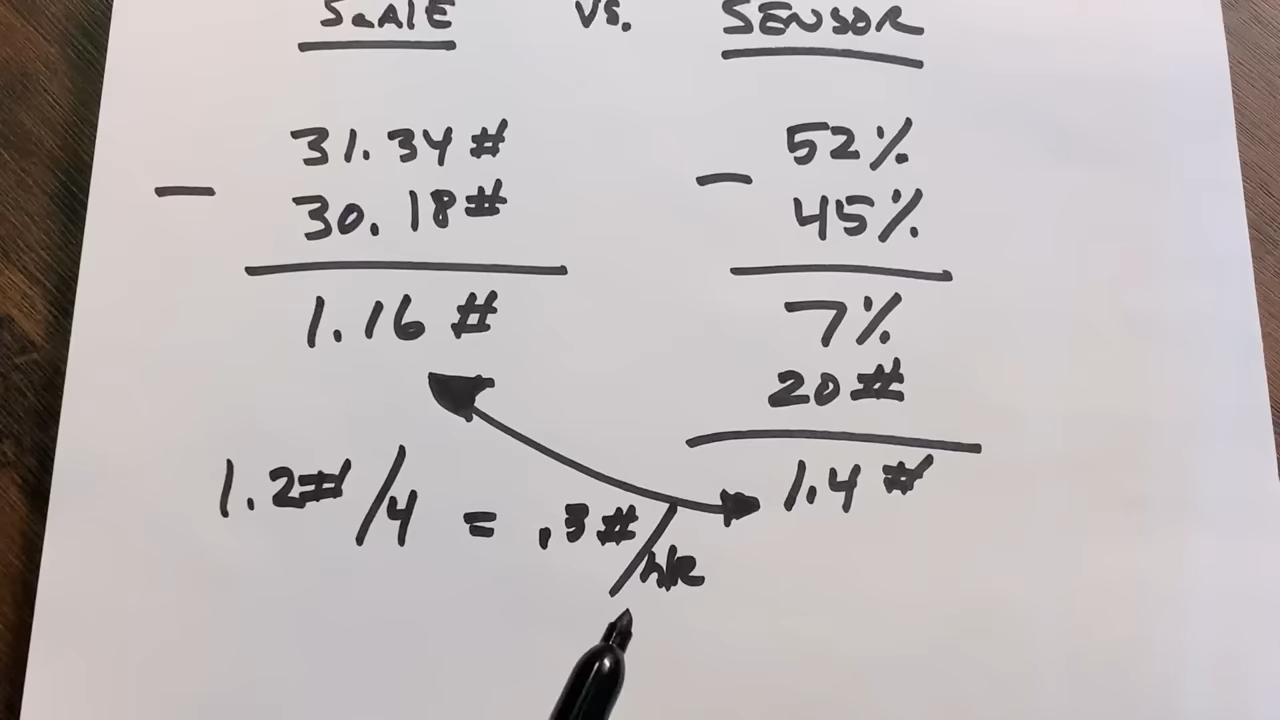 SCALE VS. SENSOR
31.34 # 52%
- 30.18 # - 45%
1.16 # 7%
20 #
1.4 #
1.2# / 4 = .3 # / hr